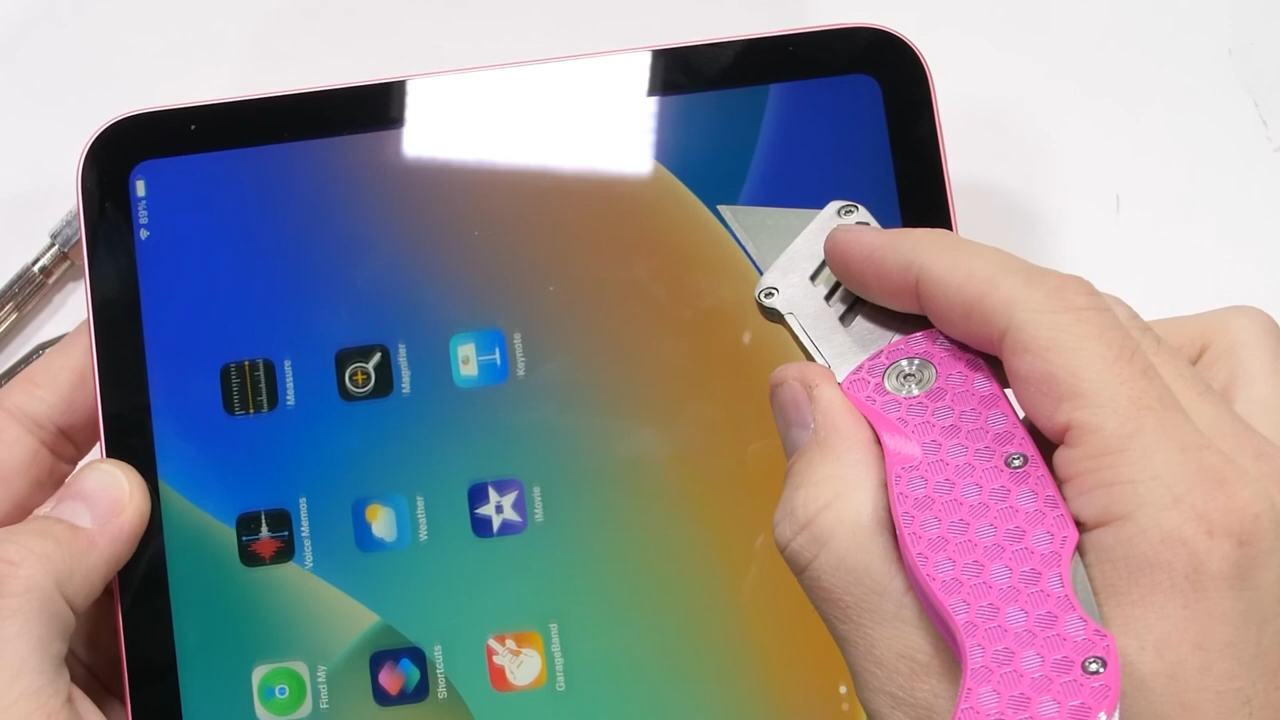 89%
Measure
Voice Memos
Find My
Magnifier
Weather
Shortcuts
Keynote
iMovie
GarageBand